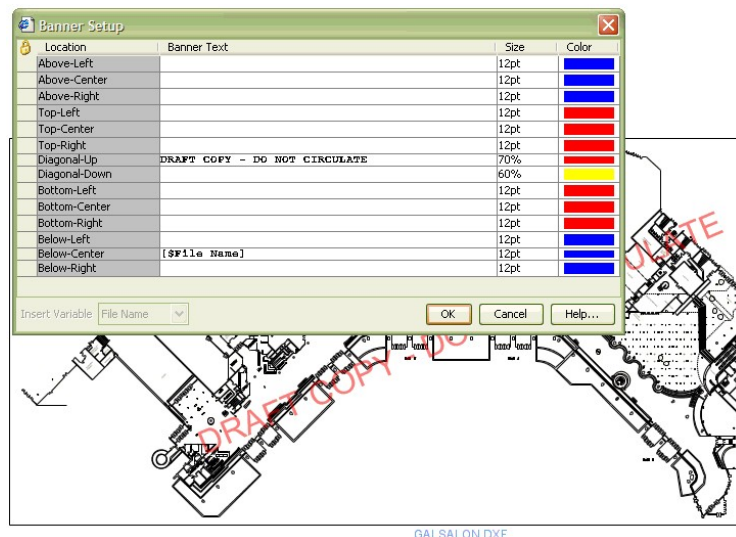 Banner Setup
Location Banner Text Size Color
Above-Left 12pt
Above-Center 12pt
Above-Right 12pt
Top-Left 12pt
Top-Center 12pt
Top-Right 12pt
Diagonal-Up DRAFT COPY - DO NOT CIRCULATE 70%
Diagonal-Down 60%
Bottom-Left 12pt
Bottom-Center 12pt
Bottom-Right 12pt
Below-Left 12pt
Below-Center [$File Name] 12pt
Below-Right 12pt
Insert Variable File Name OK Cancel Help...
DRAFT COPY - DO
ULATE
GALSALON.DXF